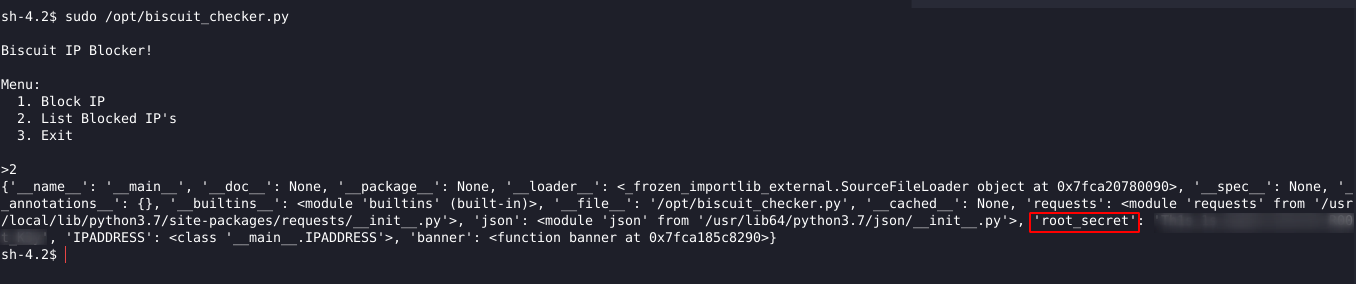 sh-4.2$ sudo /opt/biscuit_checker.py
Biscuit IP Blocker!
Menu:
1. Block IP
2. List Blocked IP's
3. Exit
>2
{'__name__': '__main__', '__doc__': None, '__package__': None, '__loader__': <_frozen_importlib_external.SourceFileLoader object at 0x7fca20780090>, '__spec__': None, '_
_annotations__': {}, '__builtins__': <module 'builtins' (built-in)>, '__file__': '/opt/biscuit_checker.py', '__cached__': None, 'requests': <module 'requests' from '/usr
/local/lib/python3.7/site-packages/requests/__init__.py'>, 'json': <module 'json' from '/usr/lib64/python3.7/json/__init__.py'>, 'root_secret':
', 'IPADDRESS': <class '__main__.IPADDRESS'>, 'banner': <function banner at 0x7fca185c8290>}
sh-4.2$